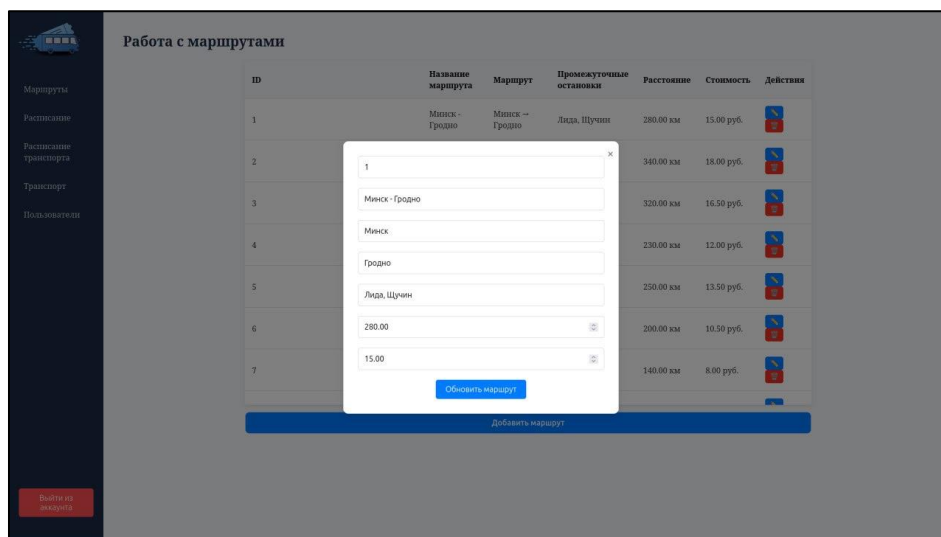 Работа с маршрутами
Маршруты
Расписание
Расписание
транспорта
Транспорт
Пользователи
Выйти из
аккаунта
ID Название маршрута Маршрут Промежуточные остановки Расстояние Стоимость Действия
1 Минск - Гродно Минск → Гродно Лида, Щучин 280.00 км 15.00 руб.
2 340.00 км 18.00 руб.
3 320.00 км 16.50 руб.
4 230.00 км 12.00 руб.
5 250.00 км 13.50 руб.
6 200.00 км 10.50 руб.
7 140.00 км 8.00 руб.
×
1
Минск - Гродно
Минск
Гродно
Лида, Щучин
280.00
15.00
Обновить маршрут
Добавить маршрут